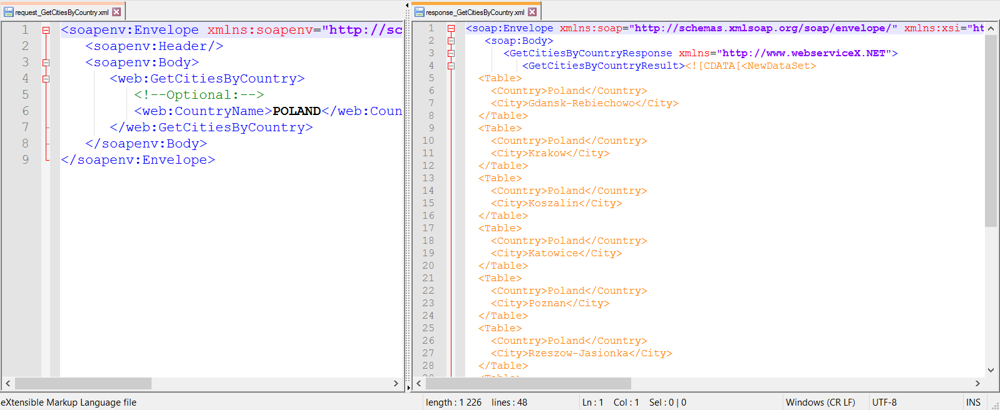 request_GetCitiesByCountry.xml
1 <soapenv:Envelope xmlns:soapenv="http://sc
2 <soapenv:Header/>
3 <soapenv:Body>
4 <web:GetCitiesByCountry>
5 <!--Optional:-->
6 <web:CountryName>POLAND</web:Coun
7 </web:GetCitiesByCountry>
8 </soapenv:Body>
9 </soapenv:Envelope>
response_GetCitiesByCountry.xml
1 <soap:Envelope xmlns:soap="http://schemas.xmlsoap.org/soap/envelope/" xmlns:xsi="ht
2 <soap:Body>
3 <GetCitiesByCountryResponse xmlns="http://www.webserviceX.NET">
4 <GetCitiesByCountryResult><![CDATA[<NewDataSet>
5 <Table>
6 <Country>Poland</Country>
7 <City>Gdansk-Rebiechowo</City>
8 </Table>
9 <Table>
10 <Country>Poland</Country>
11 <City>Krakow</City>
12 </Table>
13 <Table>
14 <Country>Poland</Country>
15 <City>Koszalin</City>
16 </Table>
17 <Table>
18 <Country>Poland</Country>
19 <City>Katowice</City>
20 </Table>
21 <Table>
22 <Country>Poland</Country>
23 <City>Poznan</City>
24 </Table>
25 <Table>
26 <Country>Poland</Country>
27 <City>Rzeszow-Jasionka</City>
28 </Table>
29 <Table>
eXtensible Markup Language file length : 1 226 lines : 48 Ln : 1 Col : 1 Sel : 0 | 0 Windows (CR LF) UTF-8 INS